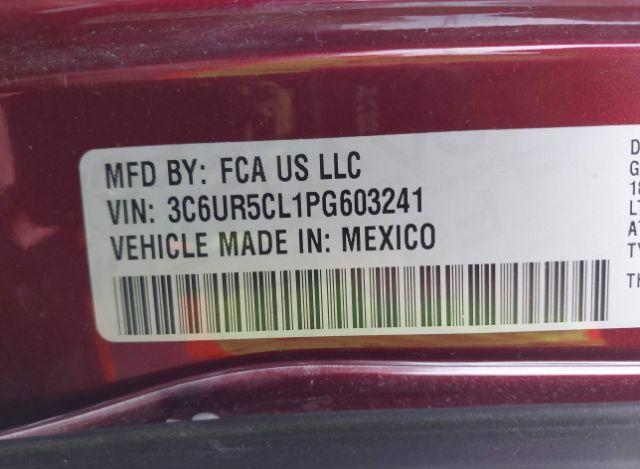 MFD BY: FCA US LLC
VIN: 3C6UR5CL1PG603241
VEHICLE MADE IN: MEXICO